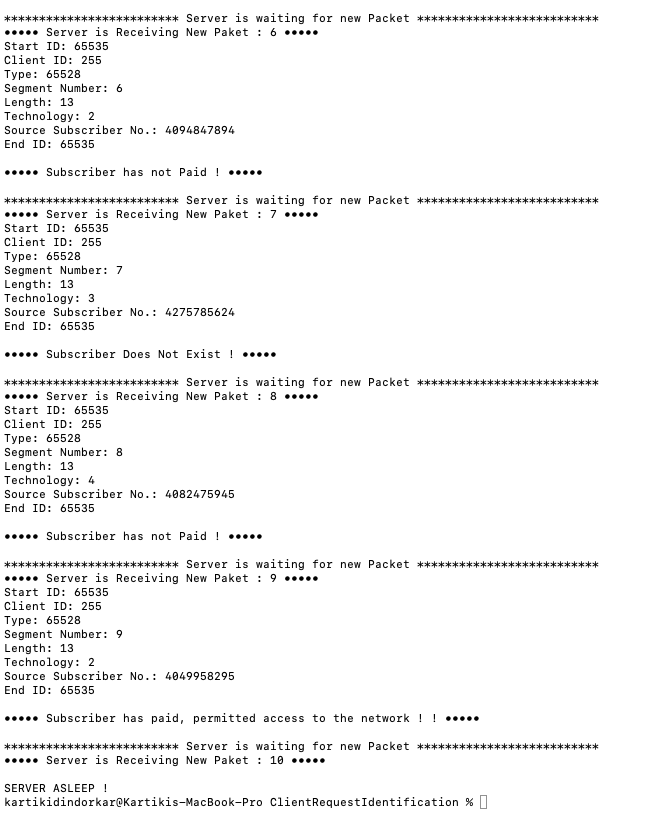 ************************* Server is waiting for new Packet **************************
••••• Server is Receiving New Paket : 6 •••••
Start ID: 65535
Client ID: 255
Type: 65528
Segment Number: 6
Length: 13
Technology: 2
Source Subscriber No.: 4094847894
End ID: 65535
••••• Subscriber has not Paid ! •••••
************************* Server is waiting for new Packet **************************
••••• Server is Receiving New Paket : 7 •••••
Start ID: 65535
Client ID: 255
Type: 65528
Segment Number: 7
Length: 13
Technology: 3
Source Subscriber No.: 4275785624
End ID: 65535
••••• Subscriber Does Not Exist ! •••••
************************* Server is waiting for new Packet **************************
••••• Server is Receiving New Paket : 8 •••••
Start ID: 65535
Client ID: 255
Type: 65528
Segment Number: 8
Length: 13
Technology: 4
Source Subscriber No.: 4082475945
End ID: 65535
••••• Subscriber has not Paid ! •••••
************************* Server is waiting for new Packet **************************
••••• Server is Receiving New Paket : 9 •••••
Start ID: 65535
Client ID: 255
Type: 65528
Segment Number: 9
Length: 13
Technology: 2
Source Subscriber No.: 4049958295
End ID: 65535
••••• Subscriber has paid, permitted access to the network ! ! •••••
************************* Server is waiting for new Packet **************************
••••• Server is Receiving New Paket : 10 •••••
SERVER ASLEEP !
kartikidindorkar@Kartikis-MacBook-Pro ClientRequestIdentification %